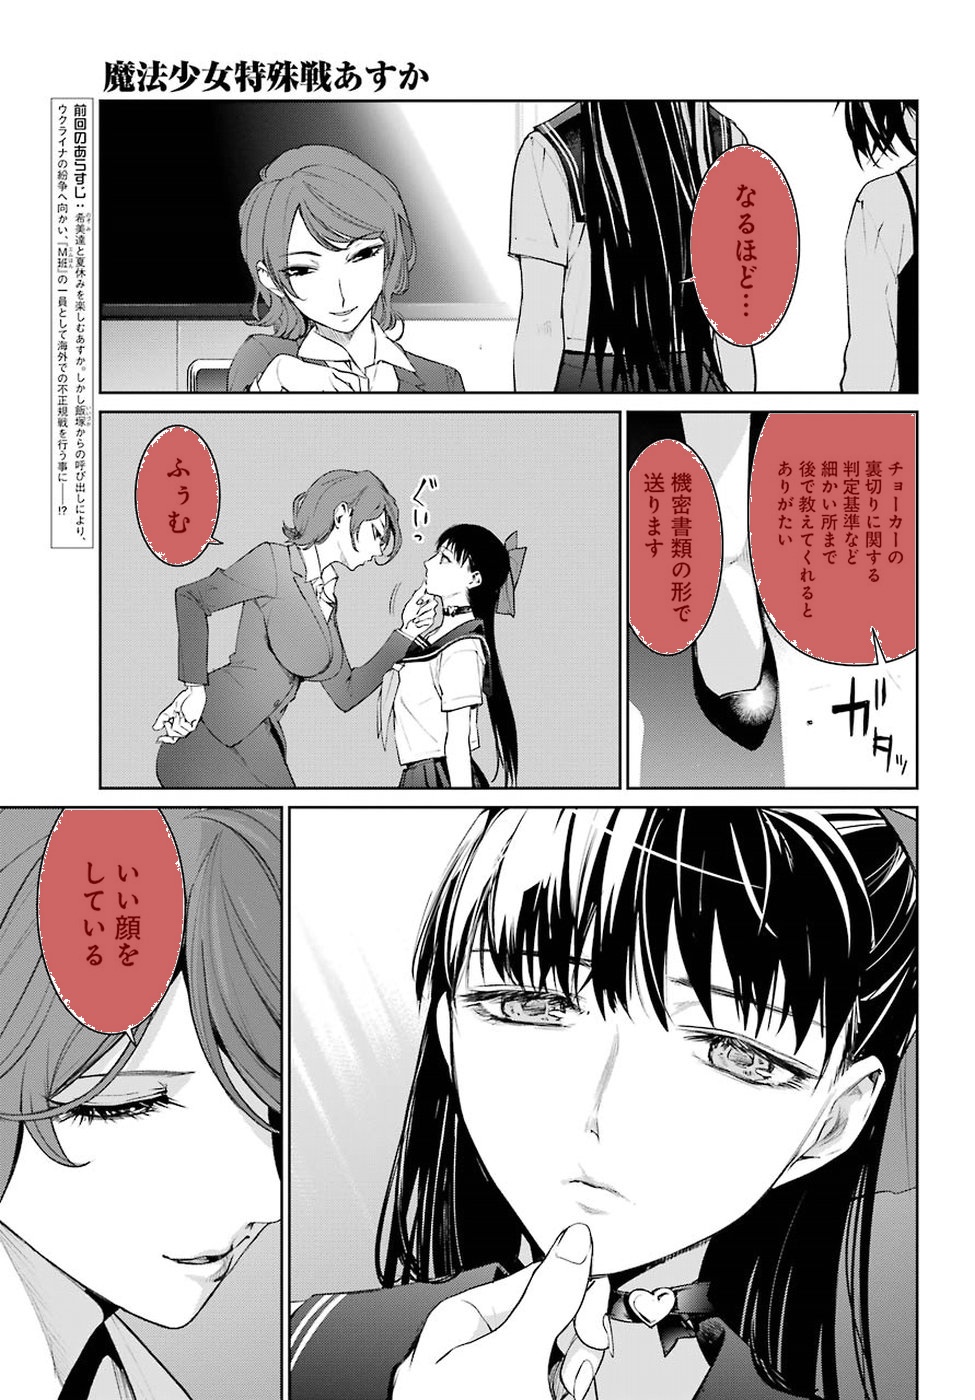 魔法少女特殊戦あすか
前回のあらすじ：希美達と夏休みを楽しむあすか。しかし飯塚からの呼び出しにより、
ウクライナの紛争へ向かい、『M班』の一員として海外での不正規戦を行う事に――!?
なるほど…
チョーカーの
裏切りに関する
判定基準など
細かい所まで
後で教えてくれると
ありがたい
ガタッ
機密書類の形で
送ります
ぐいっ
ふぅむ
いい顔を
している